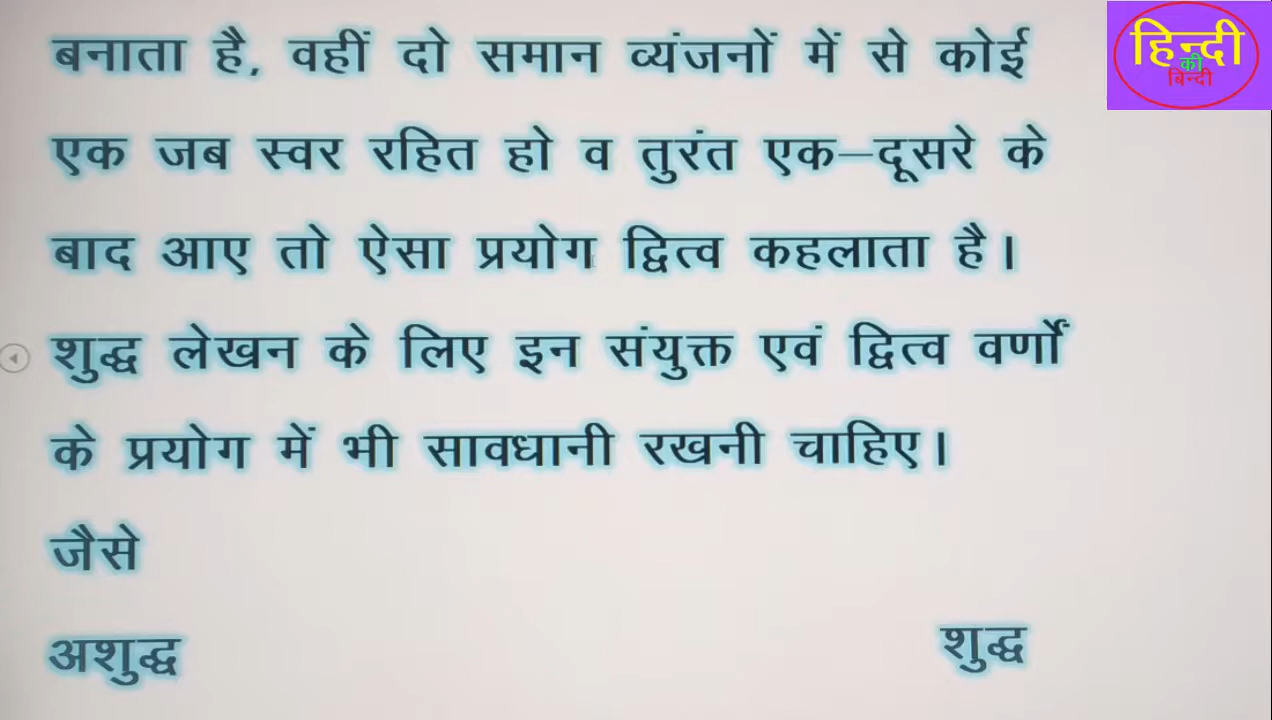 बनाता है, वहीं दो समान व्यंजनों में से कोई
एक जब स्वर रहित हो व तुरंत एक–दूसरे के
बाद आए तो ऐसा प्रयोग द्वित्व कहलाता है।
शुद्ध लेखन के लिए इन संयुक्त एवं द्वित्व वर्णों
के प्रयोग में भी सावधानी रखनी चाहिए।
जैसे
अशुद्ध शुद्ध
हिन्दी
की
बिन्दी